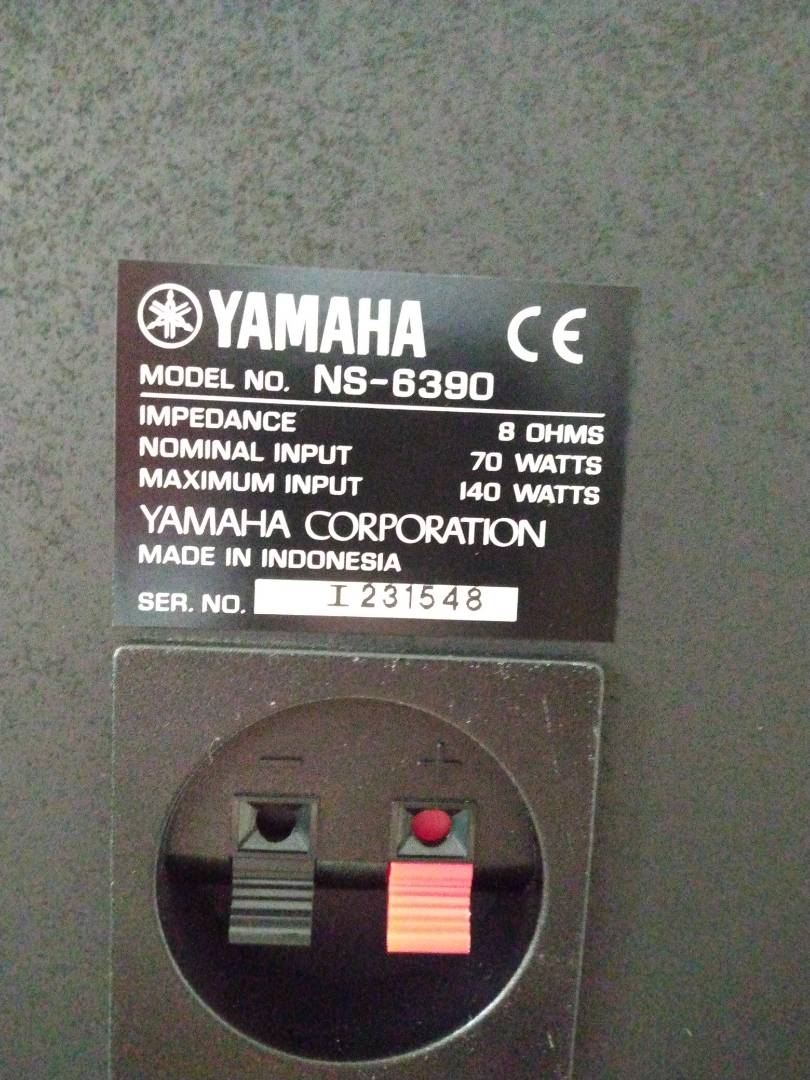 YAMAHA CE
MODEL NO. NS-6390
IMPEDANCE 8 OHMS
NOMINAL INPUT 70 WATTS
MAXIMUM INPUT 140 WATTS
YAMAHA CORPORATION
MADE IN INDONESIA
SER. NO. I231548
− +